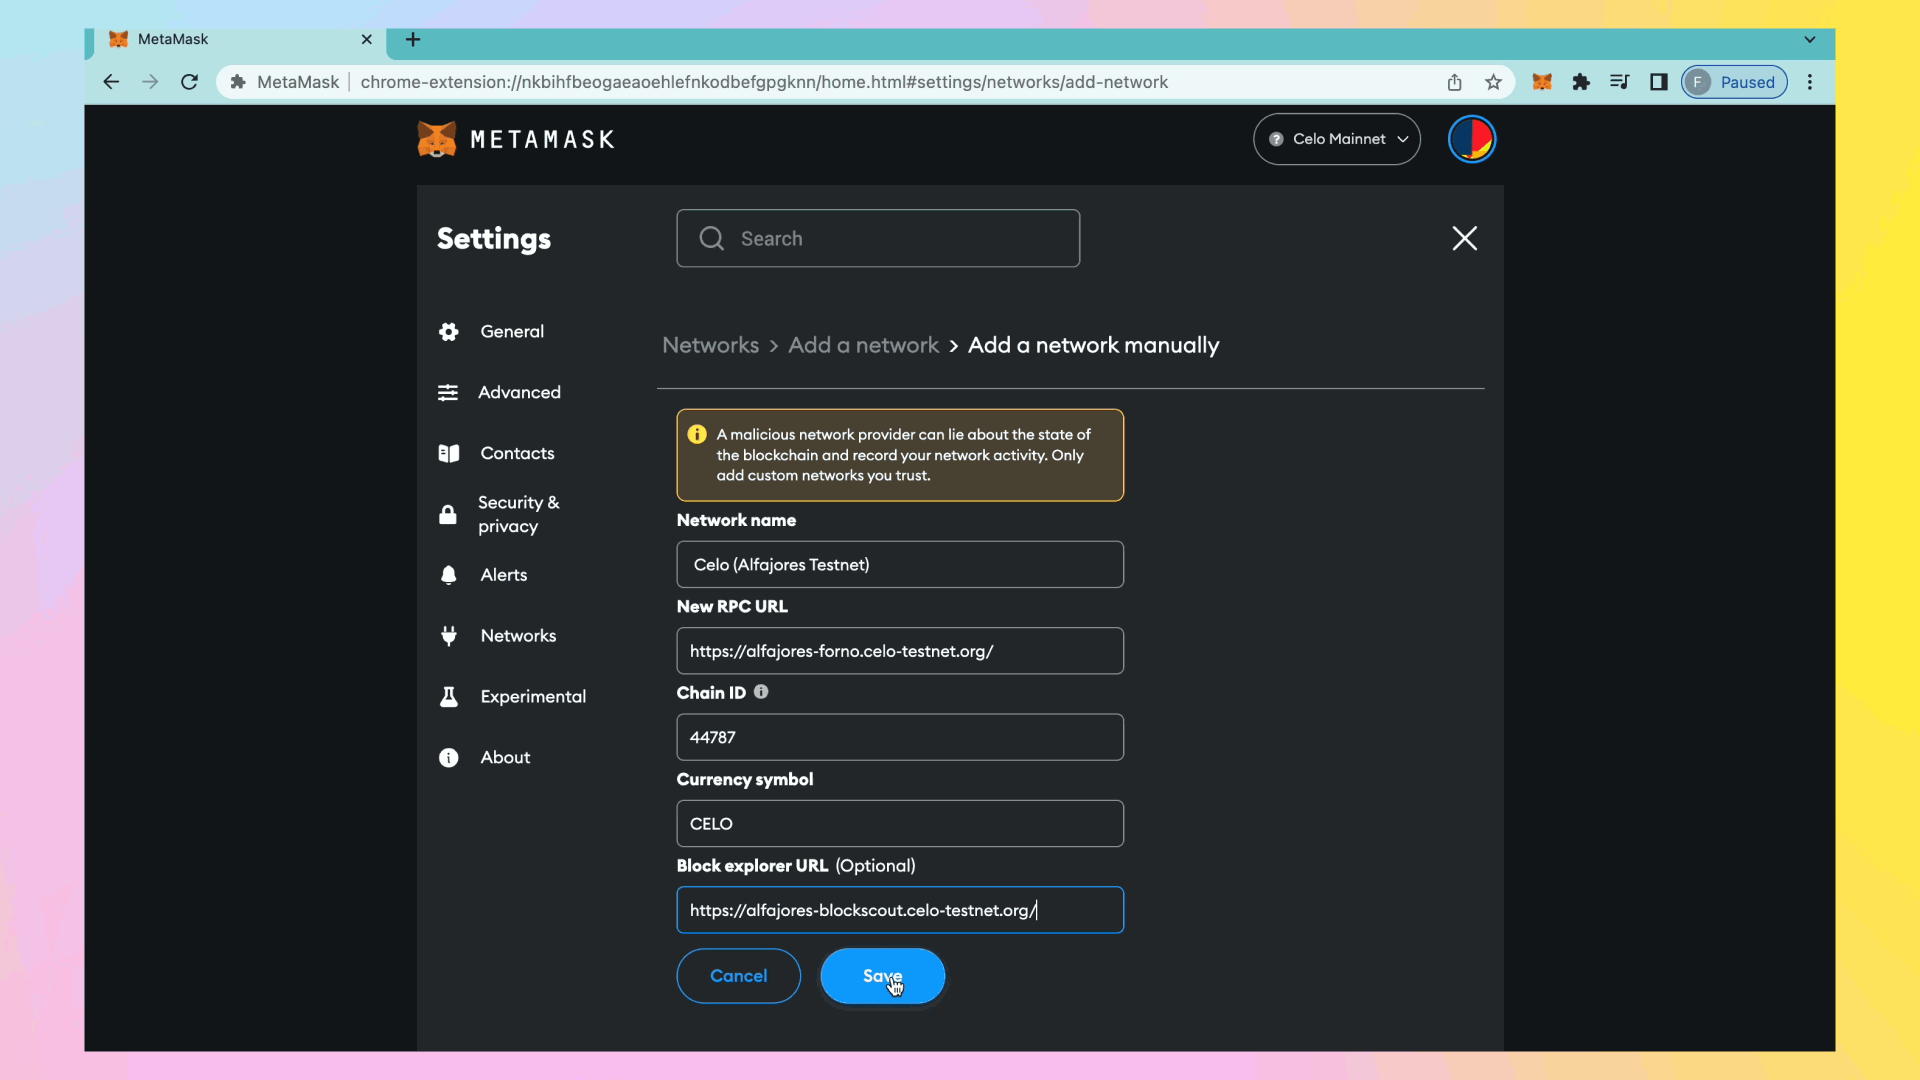 MetaMask
MetaMask
chrome-extension://nkbihfbeogaeaoehlefnkodbefgpgknn/home.html#settings/networks/add-network
F
Paused
METAMASK
? Celo Mainnet
Settings
Search
General
Advanced
Contacts
Security &
privacy
Alerts
Networks
Experimental
About
Networks > Add a network > Add a network manually
A malicious network provider can lie about the state of
the blockchain and record your network activity. Only
add custom networks you trust.
Network name
Celo (Alfajores Testnet)
New RPC URL
https://alfajores-forno.celo-testnet.org/
Chain ID
44787
Currency symbol
CELO
Block explorer URL (Optional)
https://alfajores-blockscout.celo-testnet.org/
Cancel
Save